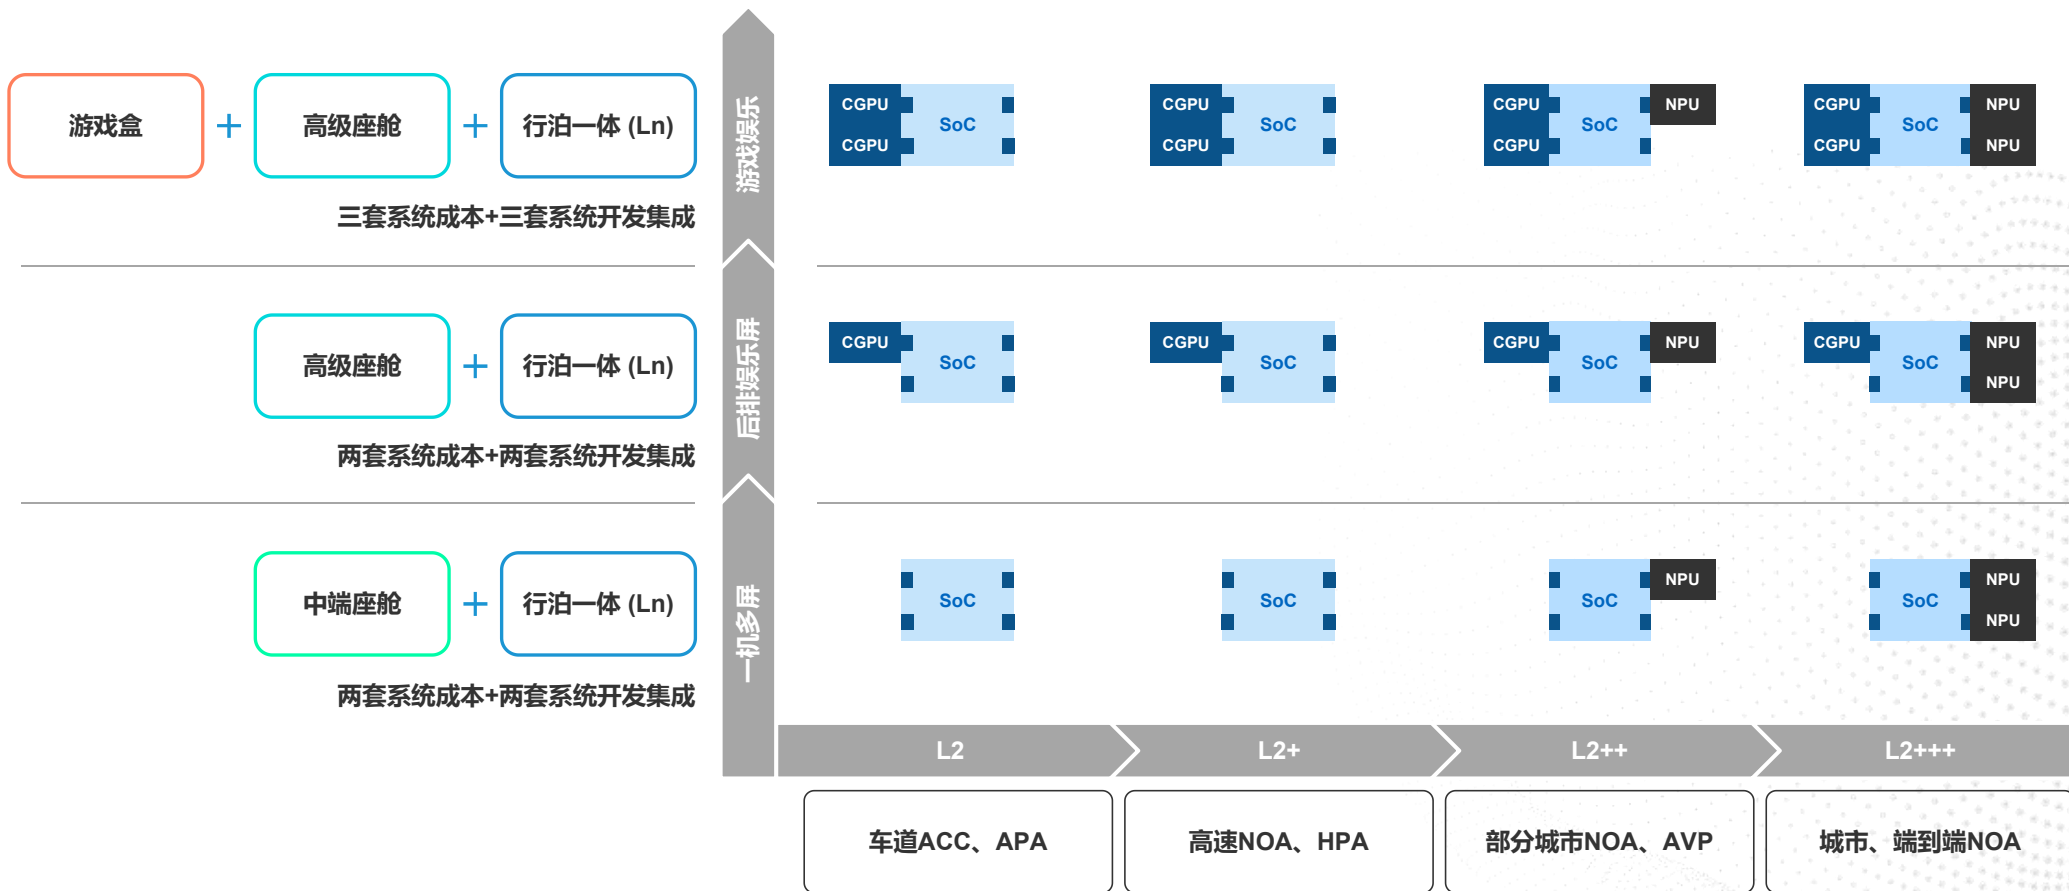 游戏盒 + 高级座舱 + 行泊一体 (Ln)
三套系统成本+三套系统开发集成
游戏娱乐
CGPU
CGPU
SoC
CGPU
CGPU
SoC
CGPU
CGPU
SoC
NPU
CGPU
CGPU
SoC
NPU
NPU
高级座舱 + 行泊一体 (Ln)
两套系统成本+两套系统开发集成
后排娱乐屏
CGPU
SoC
CGPU
SoC
CGPU
SoC
NPU
CGPU
SoC
NPU
NPU
中端座舱 + 行泊一体 (Ln)
两套系统成本+两套系统开发集成
一机多屏
SoC
SoC
SoC
NPU
SoC
NPU
NPU
L2
L2+
L2++
L2+++
车道ACC、APA
高速NOA、HPA
部分城市NOA、AVP
城市、端到端NOA